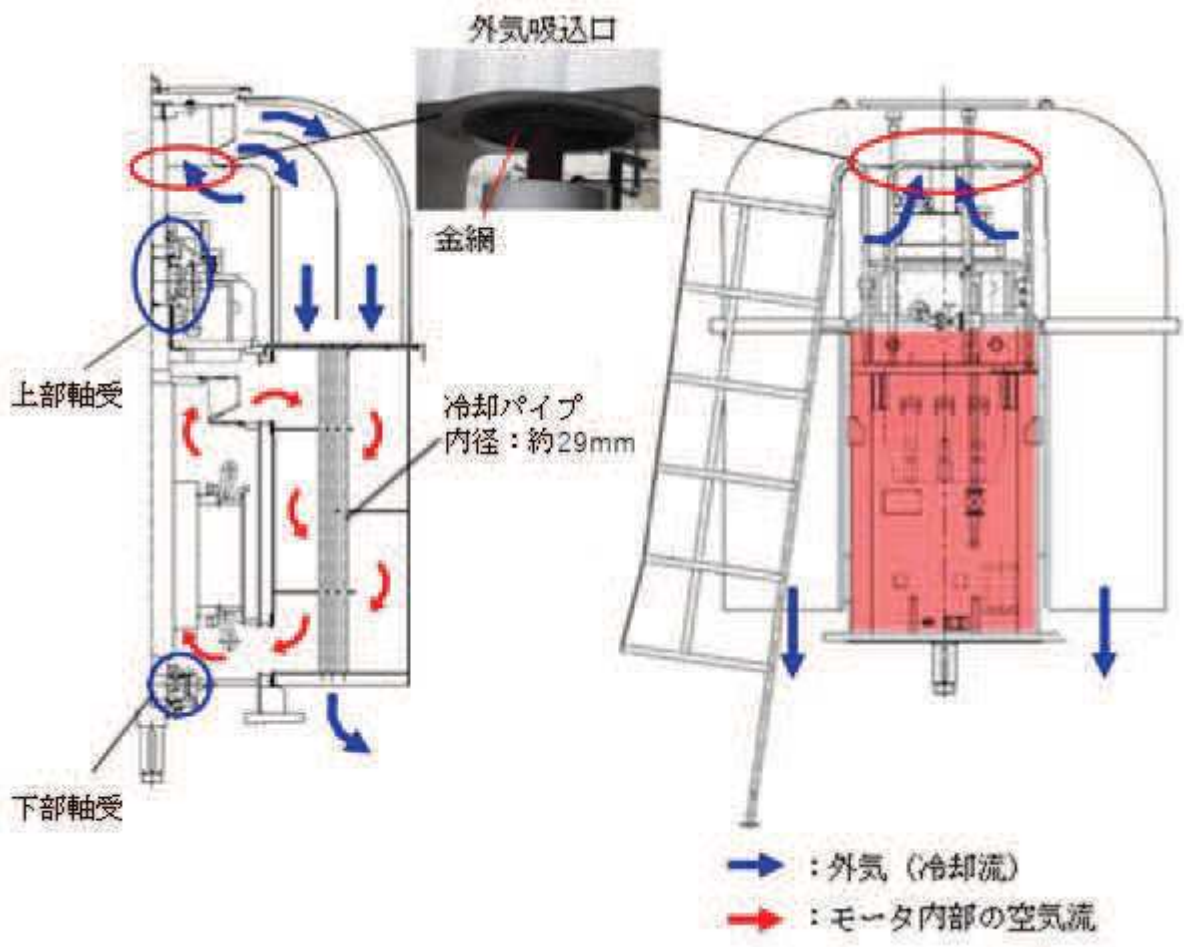 外気吸込口
金網
上部軸受
冷却パイプ
内径：約29mm
下部軸受
：外気（冷却流）
：モータ内部の空気流